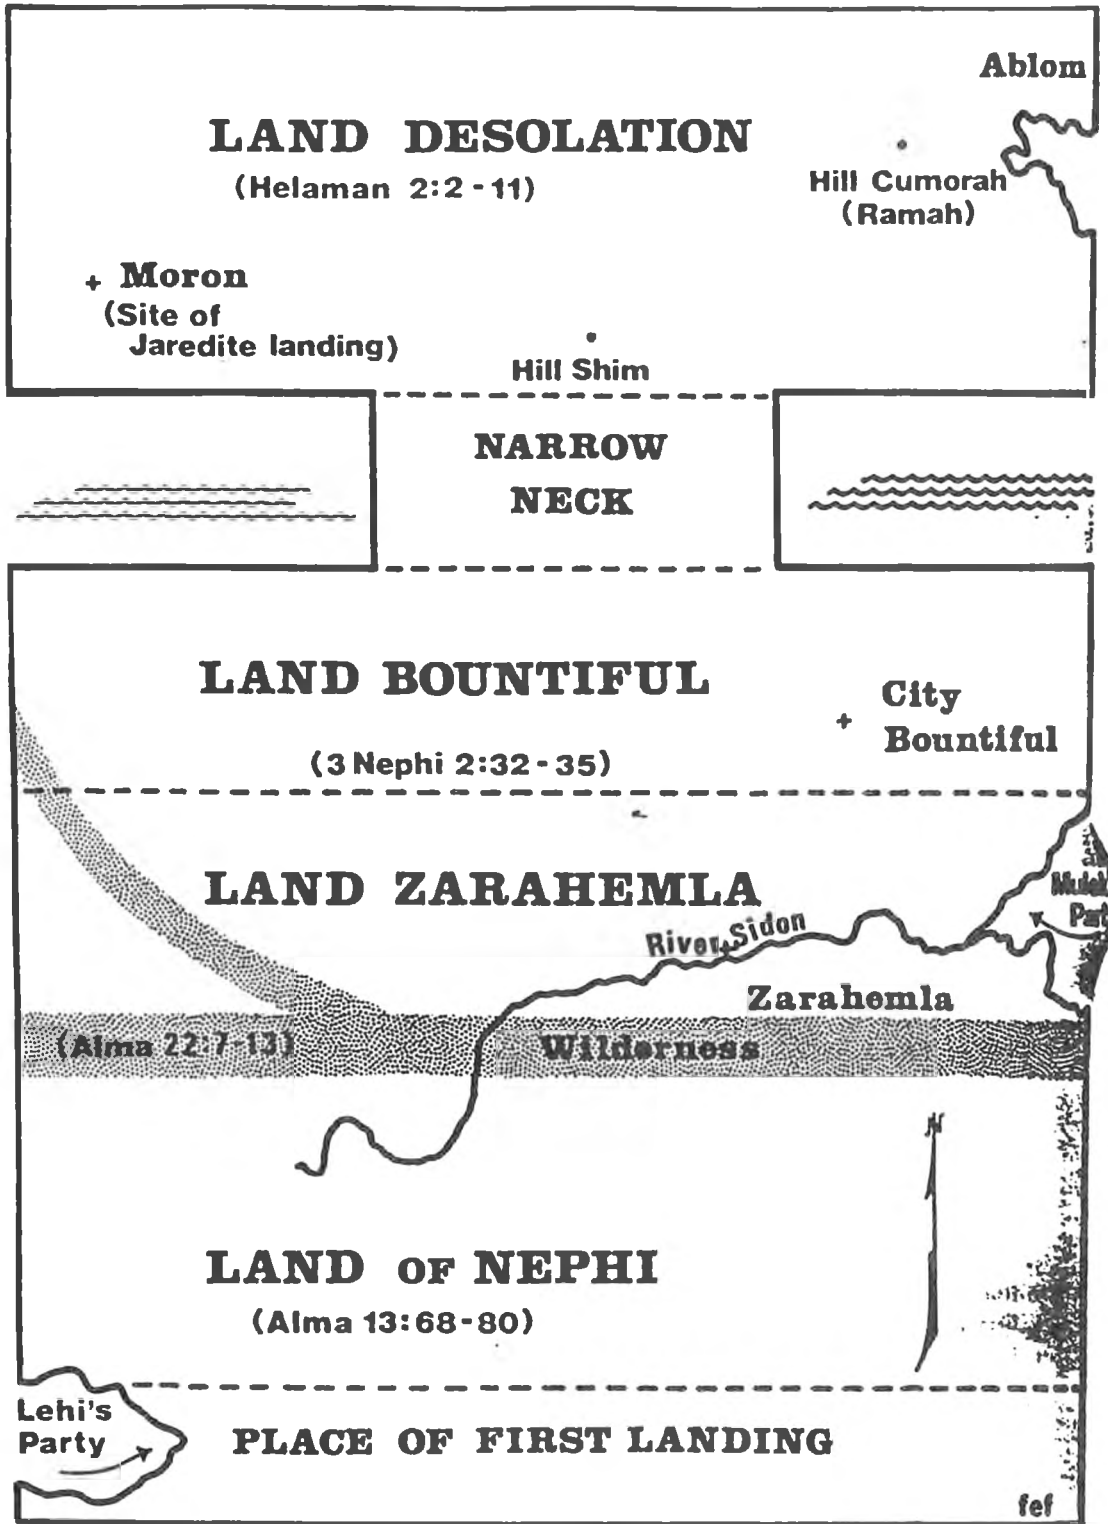 Ablom
LAND DESOLATION
(Helaman 2:2-11)
Hill Cumorah
(Ramah)
+ Moron
(Site of
Jaredite landing)
Hill Shim
NARROW
NECK
LAND BOUNTIFUL
(3 Nephi 2:32-35)
+ City
Bountiful
LAND ZARAHEMLA
River Sidon
Zarahemla
(Alma 22:7-13)
Wilderness
N
LAND OF NEPHI
(Alma 13:68-80)
Lehi's
Party
PLACE OF FIRST LANDING
fef